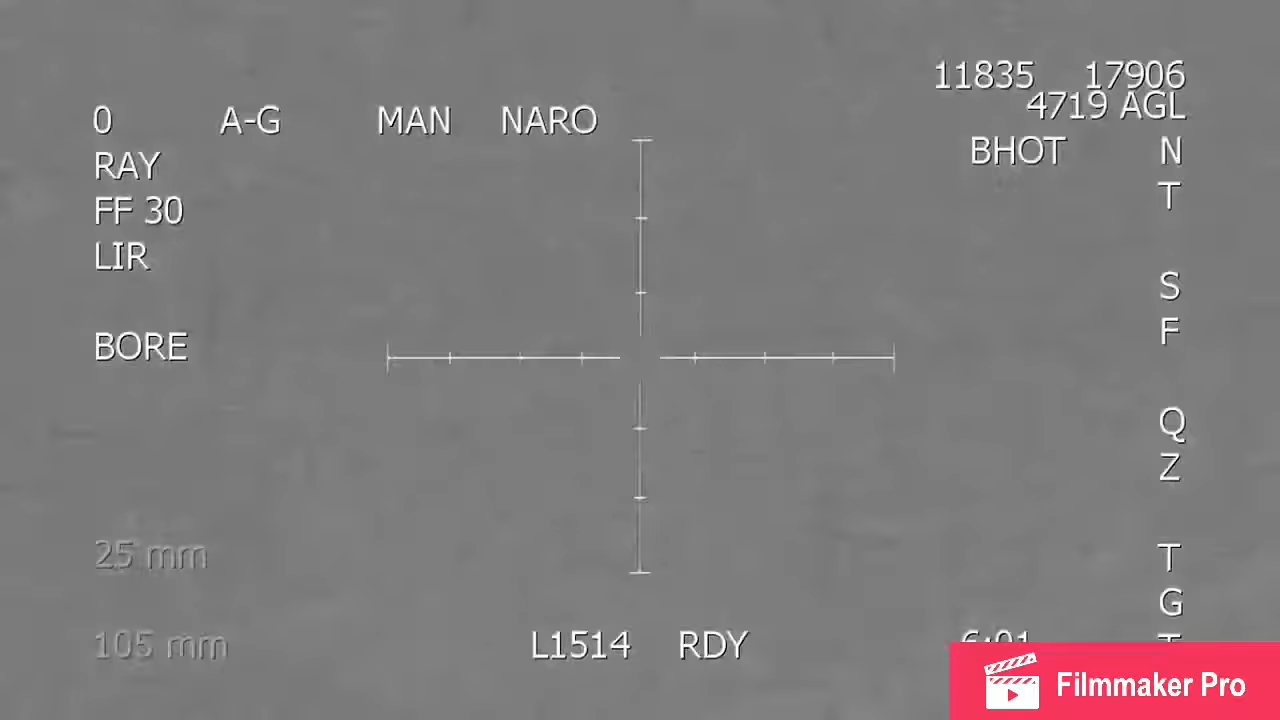 11835 17906
4719 AGL
0 A-G MAN NARO
BHOT N
RAY T
FF 30
LIR S
F
BORE
Q
Z
25 mm T
G
105 mm L1514 RDY
Filmmaker Pro